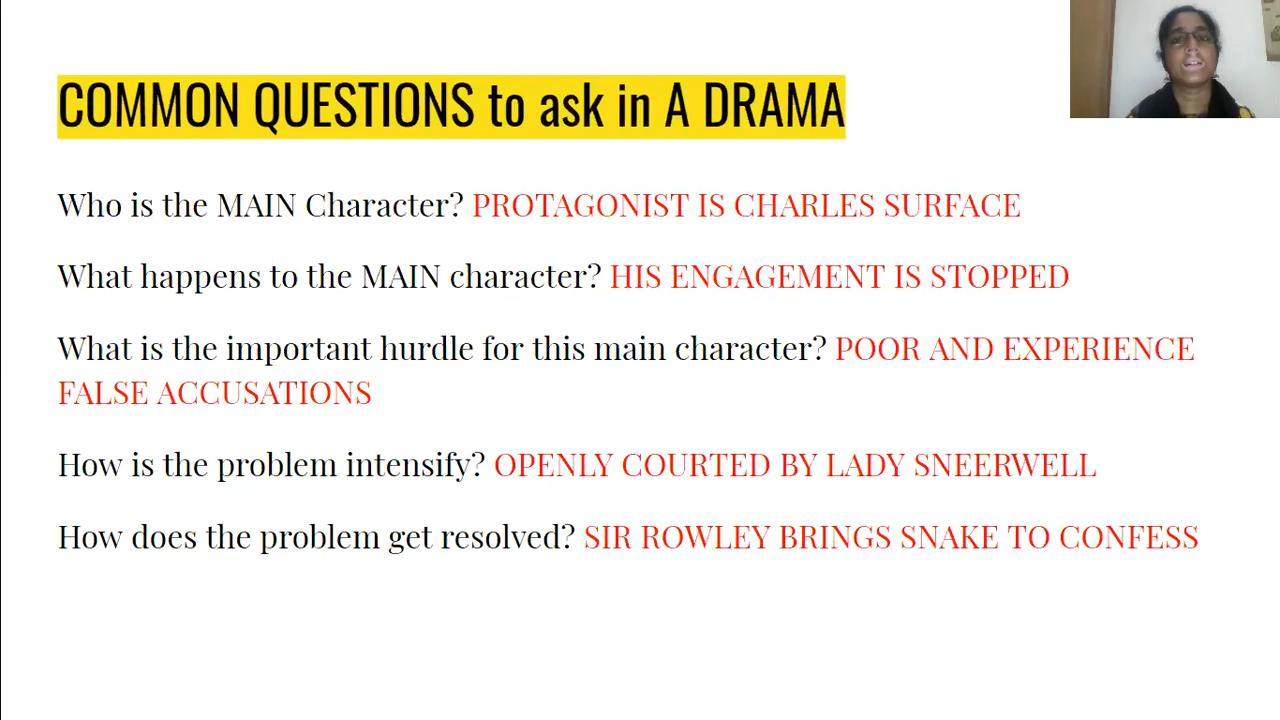 COMMON QUESTIONS to ask in A DRAMA
Who is the MAIN Character? PROTAGONIST IS CHARLES SURFACE
What happens to the MAIN character? HIS ENGAGEMENT IS STOPPED
What is the important hurdle for this main character? POOR AND EXPERIENCE
FALSE ACCUSATIONS
How is the problem intensify? OPENLY COURTED BY LADY SNEERWELL
How does the problem get resolved? SIR ROWLEY BRINGS SNAKE TO CONFESS